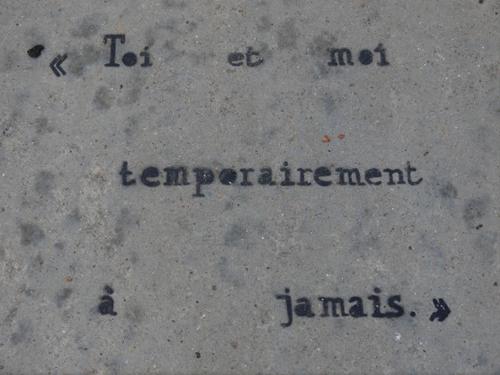 « Toi et moi
temporairement
à jamais. »